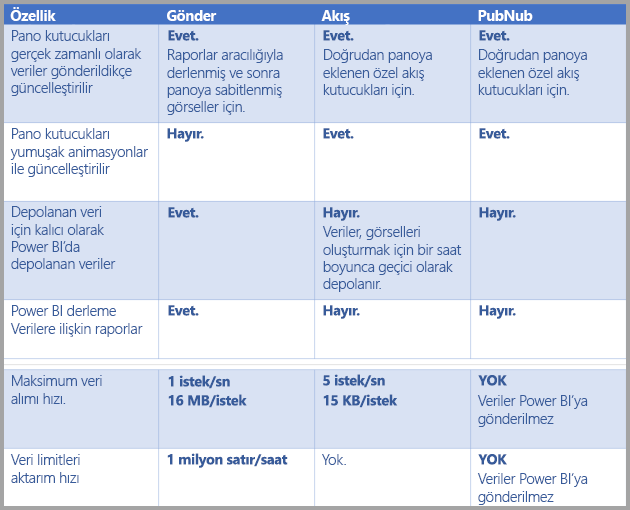 Özellik Gönder Akış PubNub
Pano kutucukları
gerçek zamanlı olarak
veriler gönderildikçe
güncelleştirilir
Evet.
Raporlar aracılığıyla
derlenmiş ve sonra
panoya sabitlenmiş
görseller için.
Evet.
Doğrudan panoya
eklenen özel akış
kutucukları için.
Evet.
Doğrudan panoya
eklenen özel akış
kutucukları için.
Pano kutucukları
yumuşak animasyonlar
ile güncelleştirilir
Hayır.
Evet.
Evet.
Depolanan veri
için kalıcı olarak
Power BI’da
depolanan veriler
Evet.
Hayır.
Veriler, görselleri
oluşturmak için bir saat
boyunca geçici olarak
depolanır.
Hayır.
Power BI derleme
Verilere ilişkin raporlar
Evet.
Hayır.
Hayır.
Maksimum veri
alımı hızı.
1 istek/sn
16 MB/istek
5 istek/sn
15 KB/istek
YOK
Veriler Power BI’ya
gönderilmez
Veri limitleri
aktarım hızı
1 milyon satır/saat
Yok.
YOK
Veriler Power BI’ya
gönderilmez